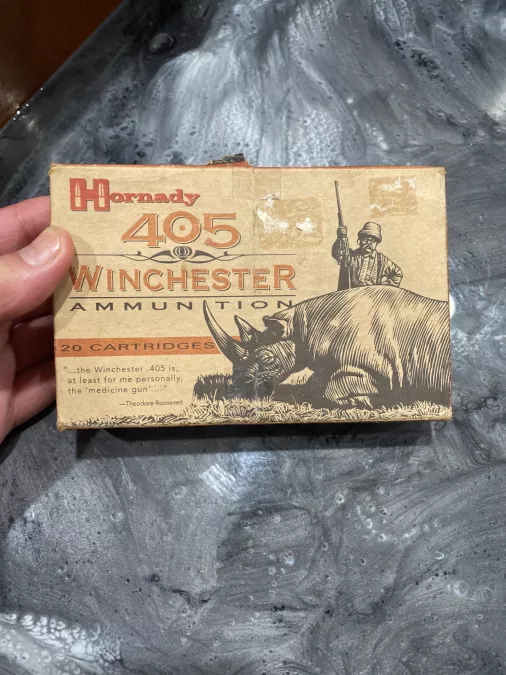 Hornady
405
WINCHESTER
AMMUNITION
20 CARTRIDGES
"...the Winchester .405 is,
at least for me personally,
the 'medicine gun'...."
—Theodore Roosevelt